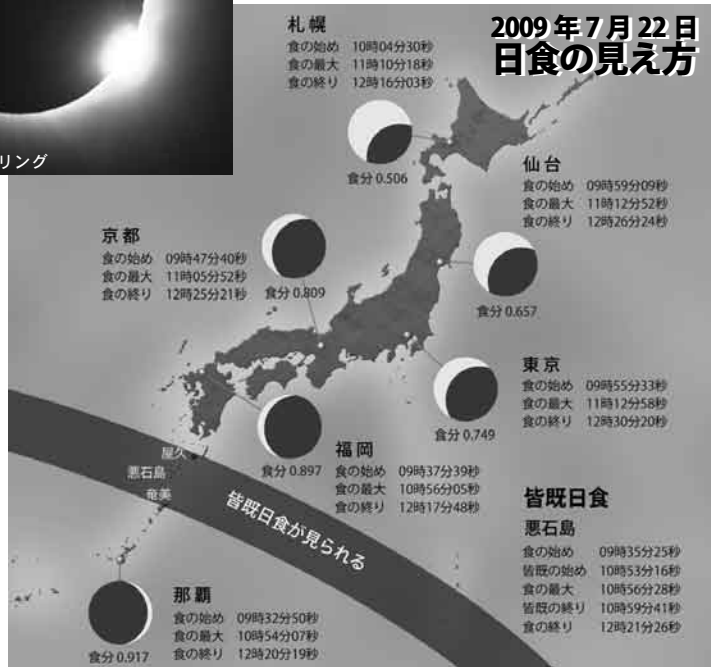 リング
2009年7月22日
日食の見え方
札幌
食の始め 10時04分30秒
食の最大 11時10分18秒
食の終り 12時16分03秒
食分 0.506
仙台
食の始め 09時59分09秒
食の最大 11時12分52秒
食の終り 12時26分24秒
食分 0.657
京都
食の始め 09時47分40秒
食の最大 11時05分52秒
食の終り 12時25分21秒
食分 0.809
東京
食の始め 09時55分33秒
食の最大 11時12分58秒
食の終り 12時30分20秒
食分 0.749
福岡
食の始め 09時37分39秒
食の最大 10時56分05秒
食の終り 12時17分48秒
食分 0.897
屋久
悪石島
奄美
皆既日食が見られる
皆既日食
悪石島
食の始め 09時35分25秒
皆既の始め 10時53分16秒
食の最大 10時56分28秒
皆既の終り 10時59分41秒
食の終り 12時21分26秒
那覇
食の始め 09時32分50秒
食の最大 10時54分07秒
食の終り 12時20分19秒
食分 0.917